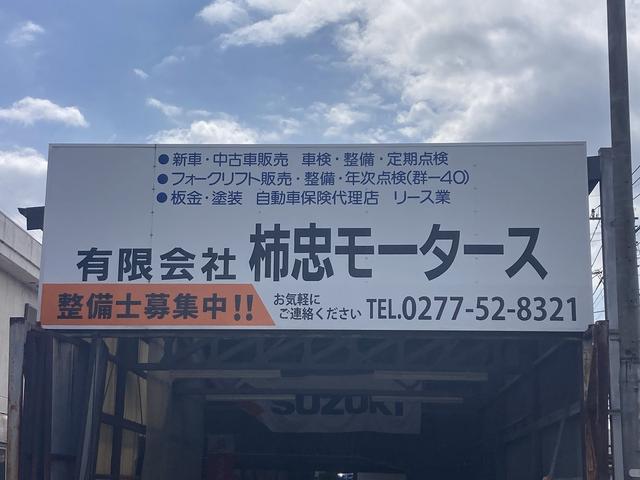 ●新車・中古車販売　車検・整備・定期点検
●フォークリフト販売・整備・年次点検(群ー40)
●板金・塗装　自動車保険代理店　リース業
有限会社 柿忠モータース
整備士募集中!!
お気軽に
ご連絡ください
TEL.0277-52-8321
SUZUKI